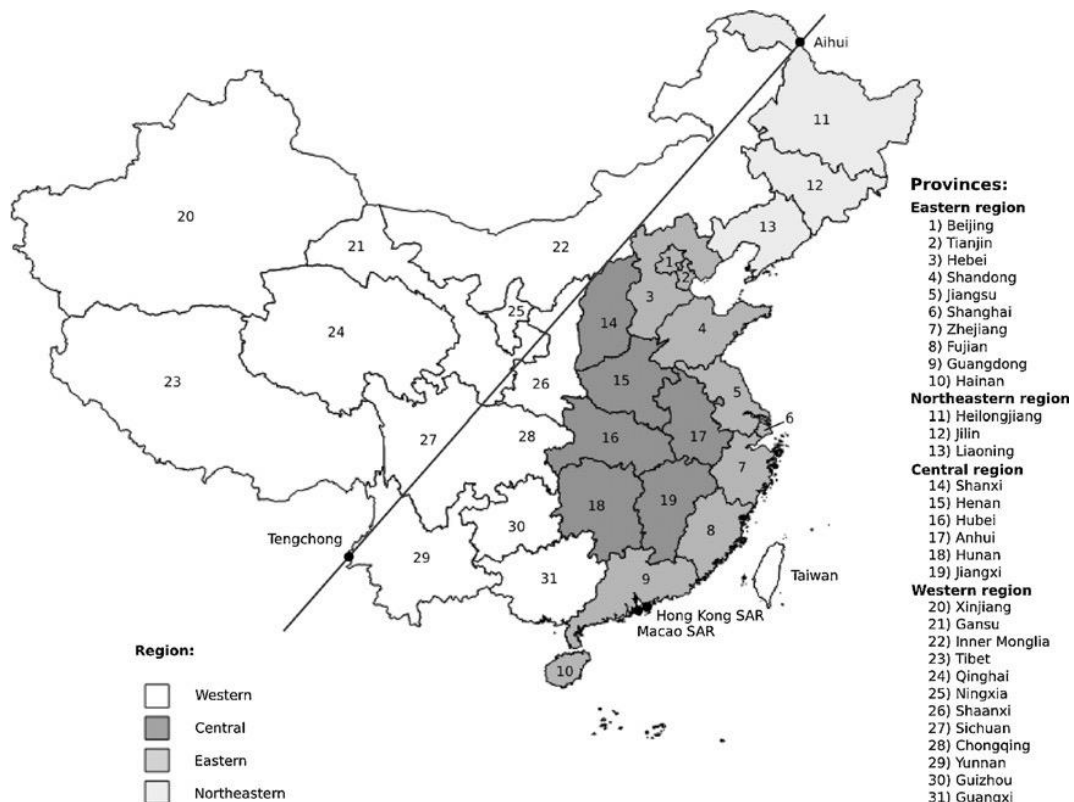 Aihui
11
12
13
20
21
22
1
2
25
3
24
14
4
23
26
15
5
6
27
28
16
17
7
18
19
30
8
Tengchong
29
31
9
Taiwan
Hong Kong SAR
Macao SAR
10
Region:
Western
Central
Eastern
Northeastern
Provinces:
Eastern region
1) Beijing
2) Tianjin
3) Hebei
4) Shandong
5) Jiangsu
6) Shanghai
7) Zhejiang
8) Fujian
9) Guangdong
10) Hainan
Northeastern region
11) Heilongjiang
12) Jilin
13) Liaoning
Central region
14) Shanxi
15) Henan
16) Hubei
17) Anhui
18) Hunan
19) Jiangxi
Western region
20) Xinjiang
21) Gansu
22) Inner Monglia
23) Tibet
24) Qinghai
25) Ningxia
26) Shaanxi
27) Sichuan
28) Chongqing
29) Yunnan
30) Guizhou
31) Guangxi